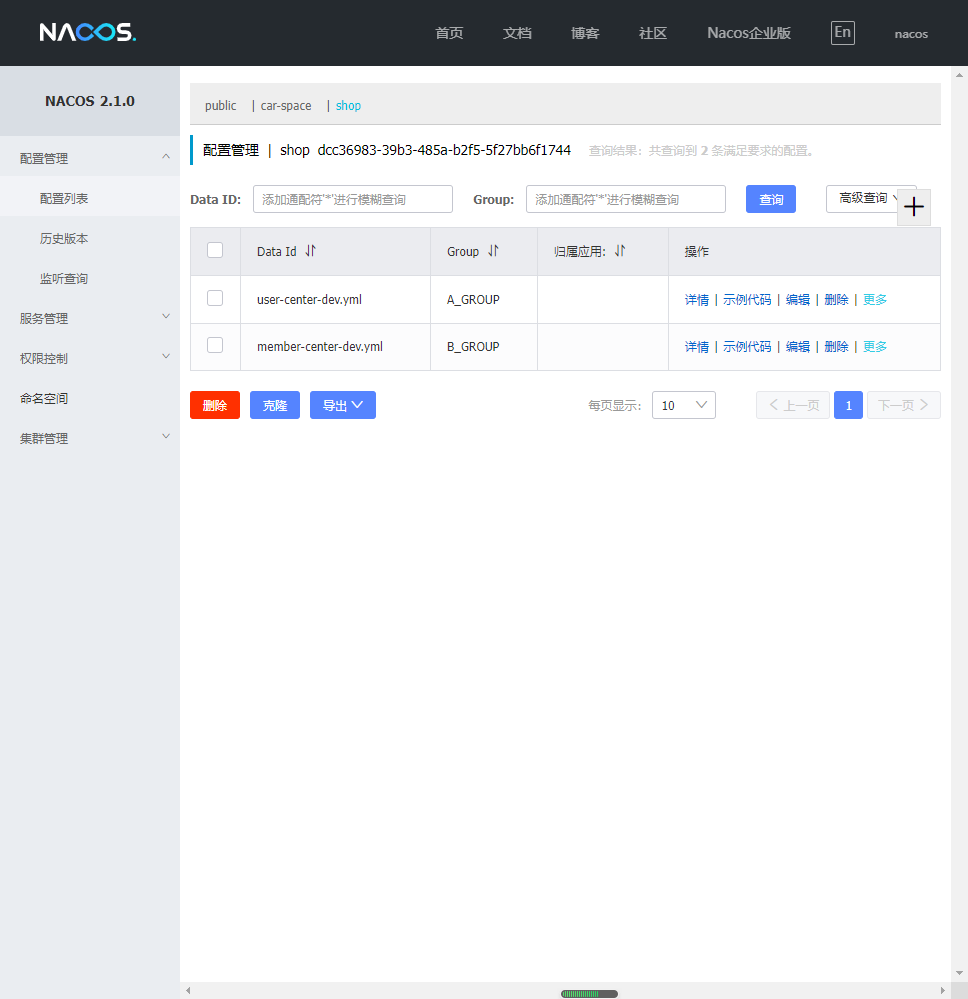 NACOS.
首页 文档 博客 社区 Nacos企业版 En nacos
NACOS 2.1.0
配置管理
配置列表
历史版本
监听查询
服务管理
权限控制
命名空间
集群管理
public | car-space | shop
配置管理 | shop dcc36983-39b3-485a-b2f5-5f27bb6f1744 查询结果：共查询到 2 条满足要求的配置。
Data ID: 添加通配符'*'进行模糊查询 Group: 添加通配符'*'进行模糊查询 查询 高级查询
Data Id Group 归属应用: 操作
user-center-dev.yml A_GROUP 详情 | 示例代码 | 编辑 | 删除 | 更多
member-center-dev.yml B_GROUP 详情 | 示例代码 | 编辑 | 删除 | 更多
删除 克隆 导出 每页显示: 10 上一页 1 下一页